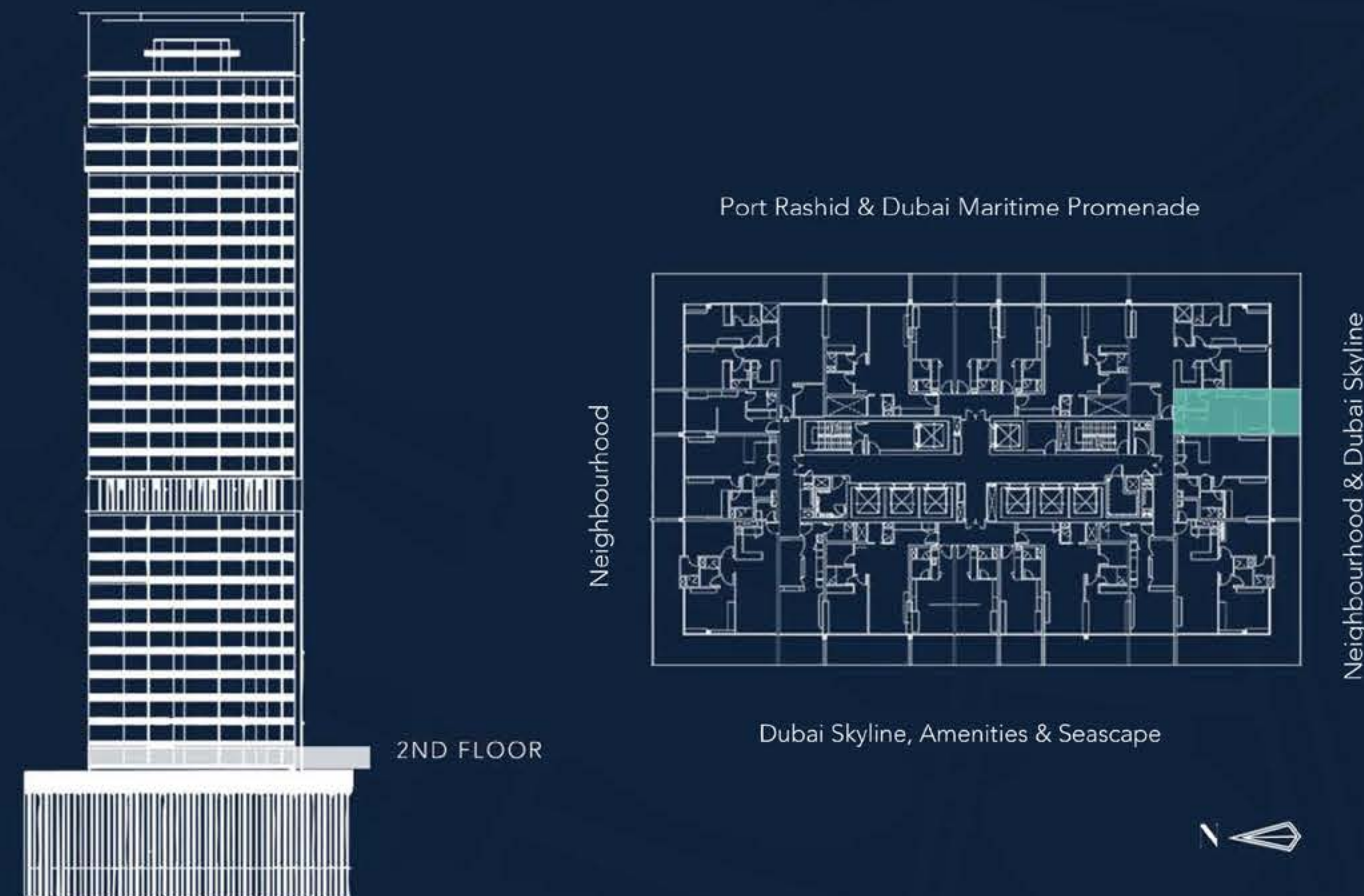 Port Rashid & Dubai Maritime Promenade
Neighbourhood
Neighbourhood & Dubai Skyline
2ND FLOOR
Dubai Skyline, Amenities & Seascape
N